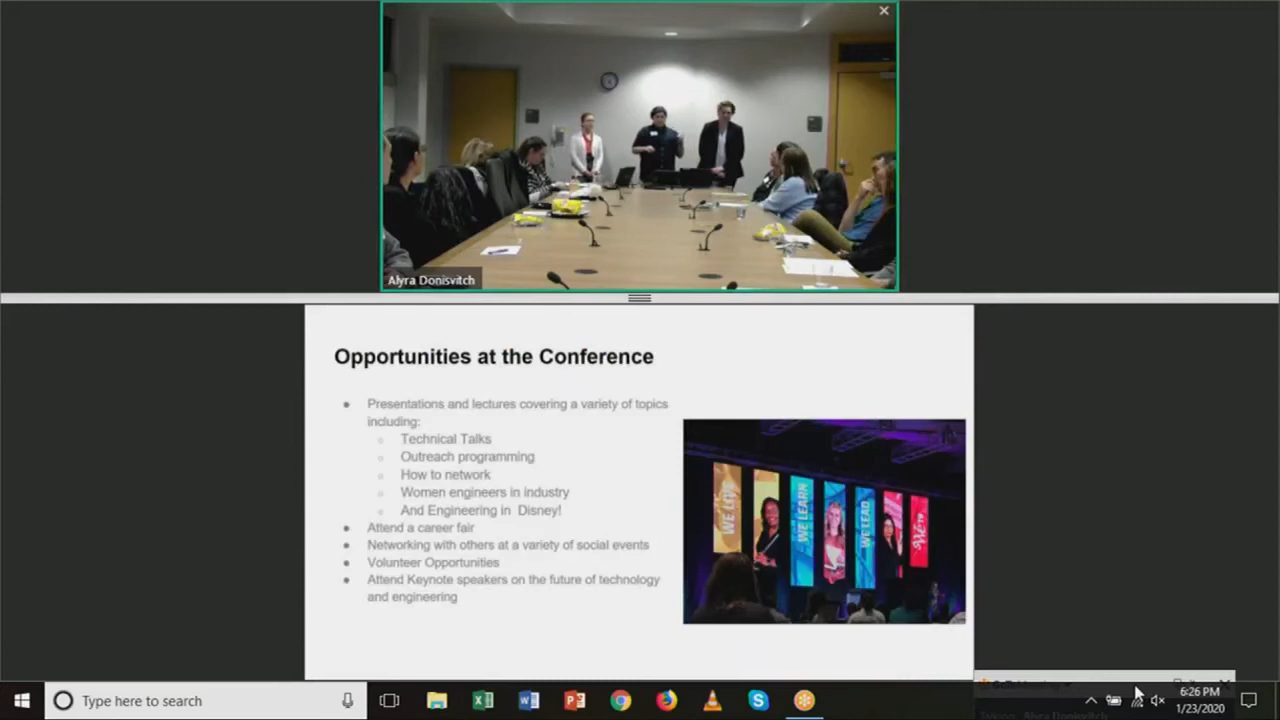 Alyra Donisvitch
Opportunities at the Conference
Presentations and lectures covering a variety of topics
including:
Technical Talks
Outreach programming
How to network
Women engineers in industry
And Engineering in Disney!
Attend a career fair
Networking with others at a variety of social events
Volunteer Opportunities
Attend Keynote speakers on the future of technology
and engineering
WE LIVE
WE LEARN
WE LEAD
WE19
Type here to search
6:26 PM
1/23/2020